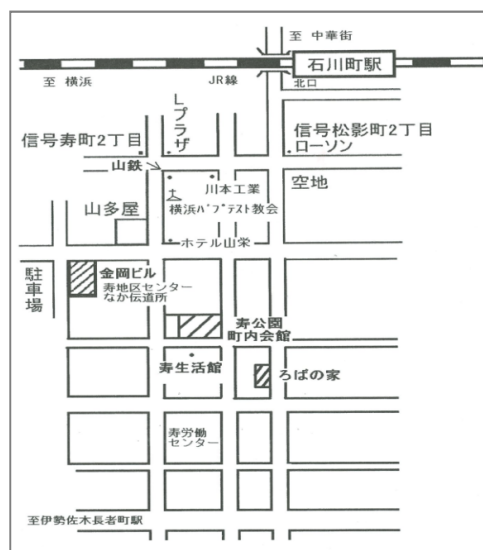 至 中華街
石川町駅
至 横浜
JR線
北口
Lプラザ
信号寿町2丁目
信号松影町2丁目
ローソン
山鉄
川本工業
空地
横浜バプテスト教会
山多屋
ホテル山栄
駐車場
金岡ビル
寿地区センター
なか伝道所
寿公園
町内会館
寿生活館
ろばの家
寿労働
センター
至伊勢佐木長者町駅